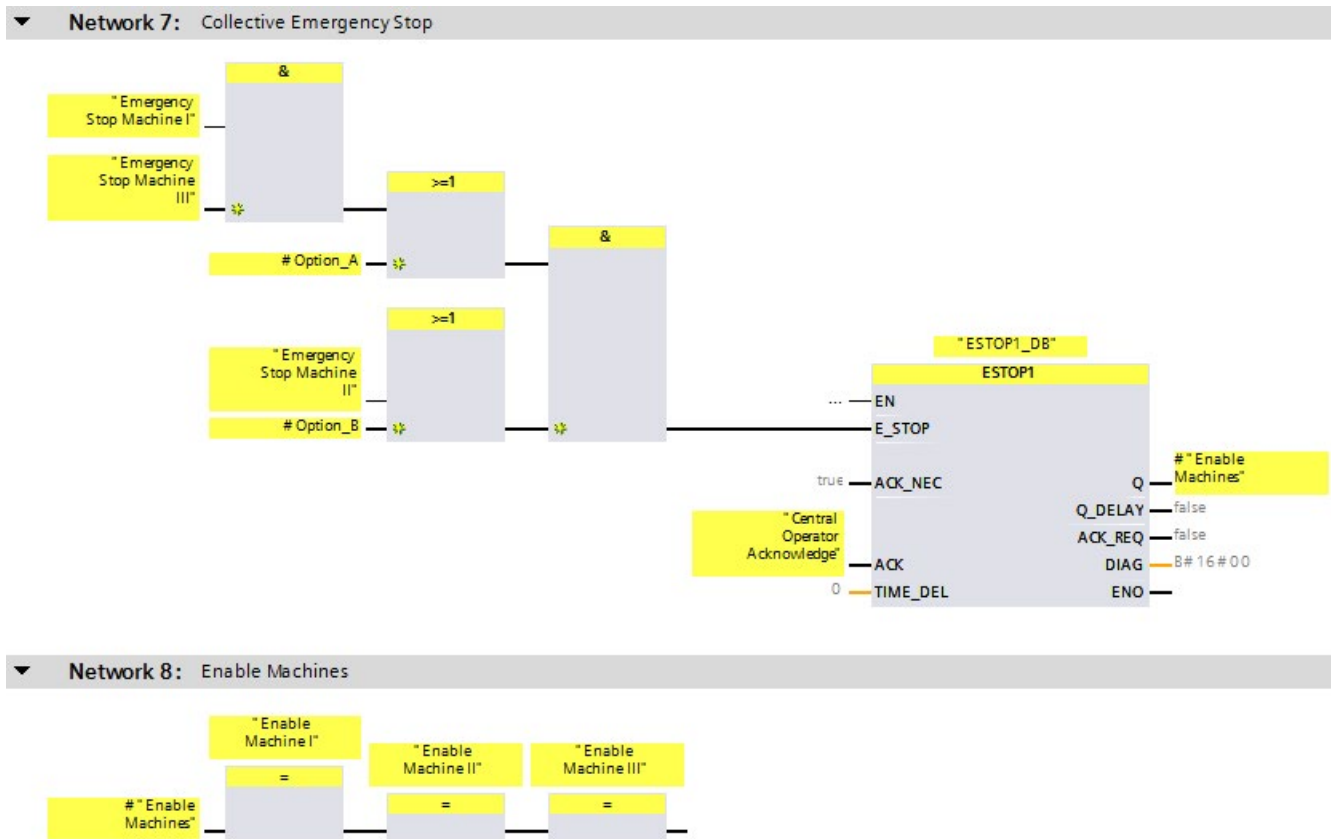 Network 7: Collective Emergency Stop
&
"Emergency
Stop Machine I"
"Emergency
Stop Machine
III"
>=1
# Option_A
&
>=1
"Emergency
Stop Machine
II"
# Option_B
"ESTOP1_DB"
ESTOP1
... EN
E_STOP
true ACK_NEC
Q #"Enable
Machines"
Q_DELAY false
"Central
Operator
Acknowledge"
ACK_REQ false
ACK
DIAG B#16#00
0 TIME_DEL
ENO
Network 8: Enable Machines
"Enable
Machine I"
=
"Enable
Machine II"
=
"Enable
Machine III"
=
#"Enable
Machines"